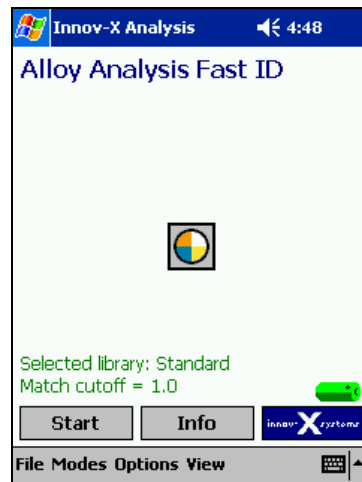 Innov-X Analysis 4:48
Alloy Analysis Fast ID
Selected library: Standard
Match cutoff = 1.0
Start Info innov-X systems
File Modes Options View